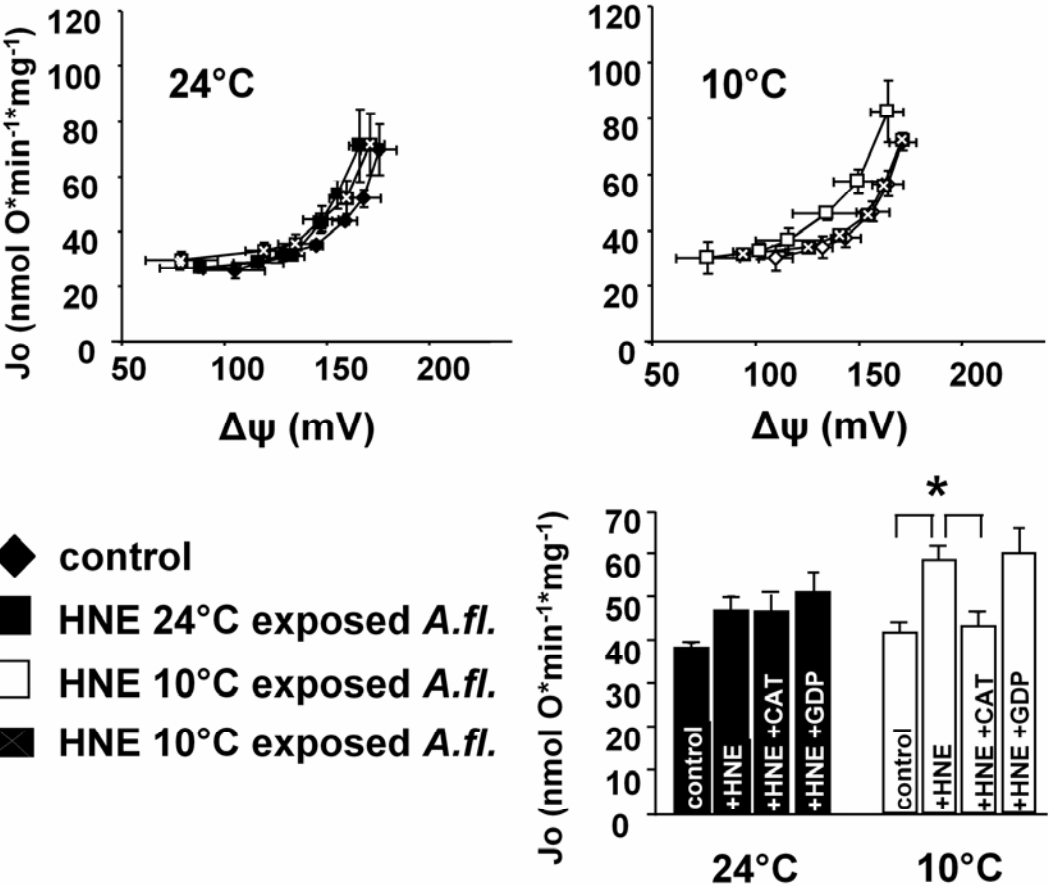 120
100
80
60
40
20
0
Jo (nmol O*min-1*mg-1)
24°C
50 100 150 200
Δψ (mV)
120
100
80
60
40
20
0
10°C
50 100 150 200
Δψ (mV)
control
HNE 24°C exposed A.fl.
HNE 10°C exposed A.fl.
HNE 10°C exposed A.fl.
Jo (nmol O*min-1*mg-1)
70
60
50
40
30
20
10
0
*
control
+HNE
+HNE +CAT
+HNE +GDP
control
+HNE
+HNE +CAT
+HNE +GDP
24°C 10°C